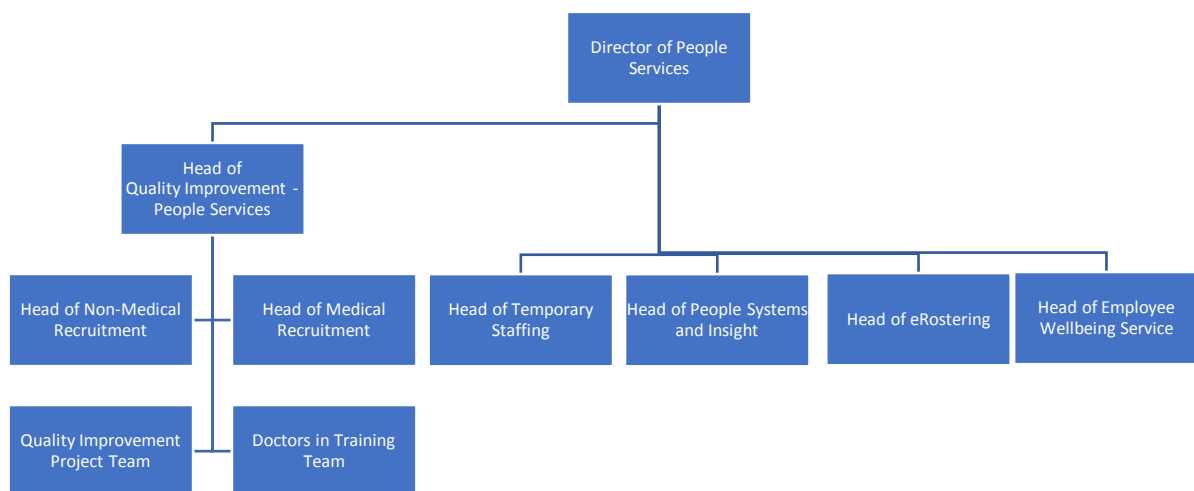 Director of People
Services
Head of
Quality Improvement -
People Services
Head of Non-Medical
Recruitment
Head of Medical
Recruitment
Head of Temporary
Staffing
Head of People Systems
and Insight
Head of eRostering
Head of Employee
Wellbeing Service
Quality Improvement
Project Team
Doctors in Training
Team